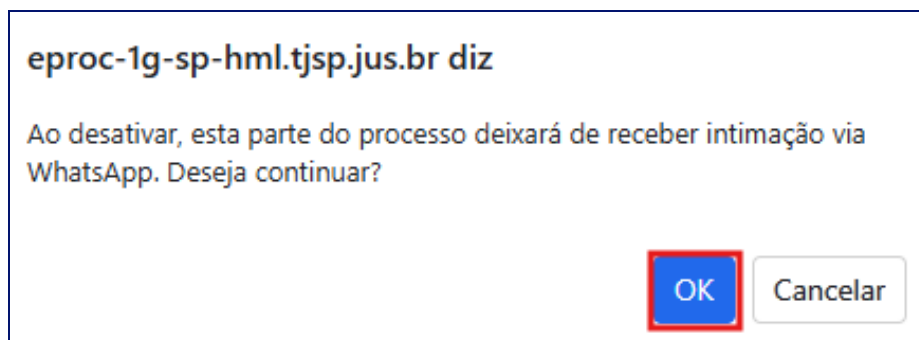 eproc-1g-sp-hml.tjsp.jus.br diz
Ao desativar, esta parte do processo deixará de receber intimação via
WhatsApp. Deseja continuar?
OK Cancelar